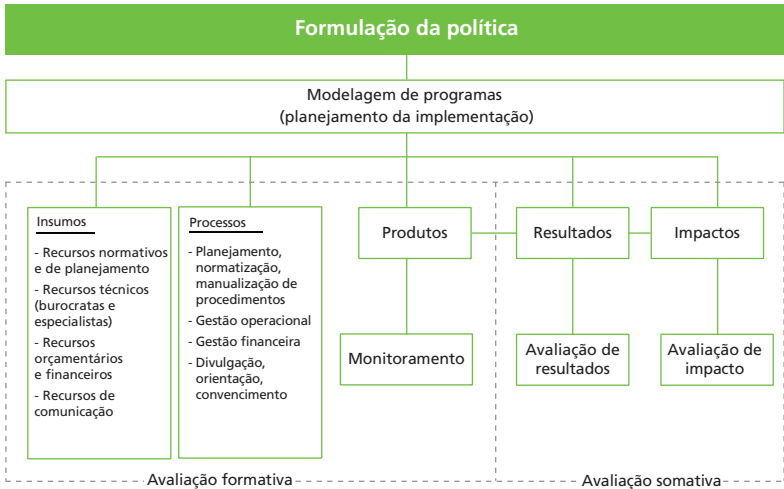 Formulação da política
Modelagem de programas
(planejamento da implementação)
Insumos
- Recursos normativos
e de planejamento
- Recursos técnicos
(burocratas e
especialistas)
- Recursos
orçamentários
e financeiros
- Recursos de
comunicação
Processos
- Planejamento,
normatização,
manualização de
procedimentos
- Gestão operacional
- Gestão financeira
- Divulgação,
orientação,
convencimento
Produtos
Resultados
Impactos
Monitoramento
Avaliação de
resultados
Avaliação de
impacto
Avaliação formativa
Avaliação somativa